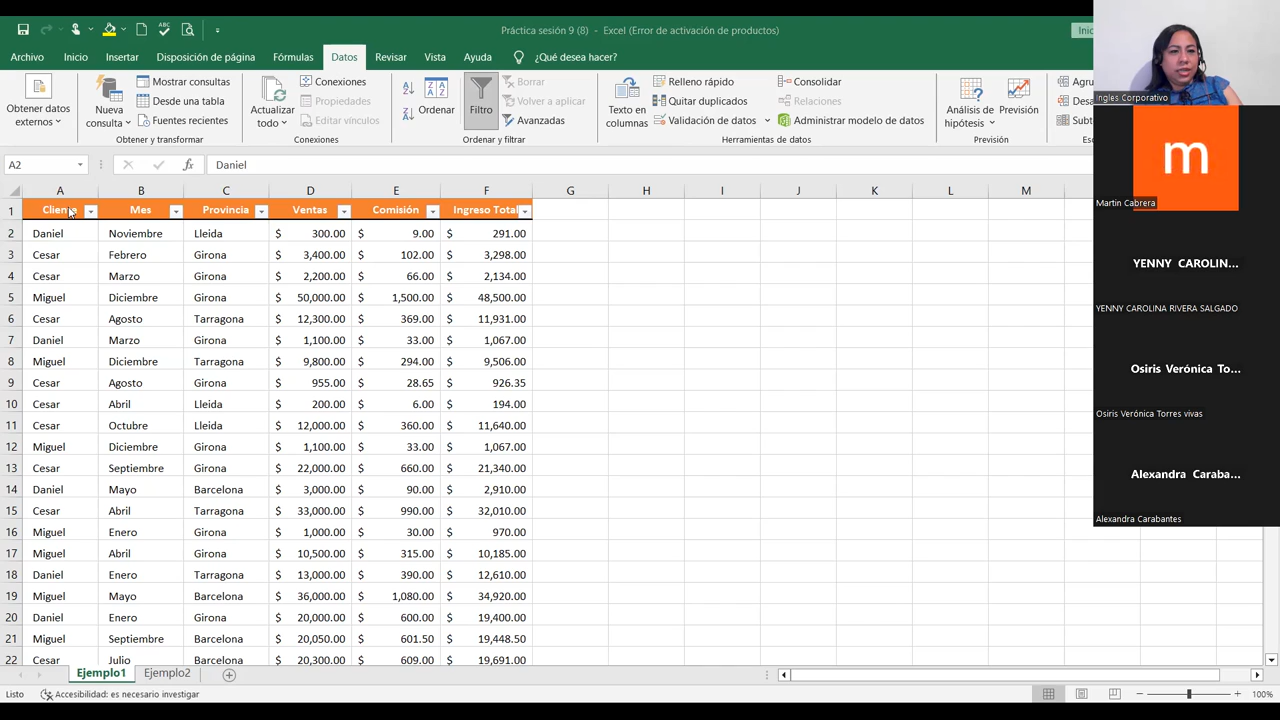 Práctica sesión 9 (8) - Excel (Error de activación de productos)
Archivo Inicio Insertar Disposición de página Fórmulas Datos Revisar Vista Ayuda ¿Qué desea hacer?
Obtener datos externos
Nueva consulta
Mostrar consultas
Desde una tabla
Fuentes recientes
Obtener y transformar
Actualizar todo
Conexiones
Propiedades
Editar vínculos
Conexiones
Filtro
Borrar
Volver a aplicar
Avanzadas
Ordenar y filtrar
Texto en columnas
Relleno rápido
Quitar duplicados
Validación de datos
Consolidar
Relaciones
Administrar modelo de datos
Herramientas de datos
Análisis de hipótesis
Previsión
Previsión
A2 fx Daniel
A B C D E F G H I J K L M
1 Cliente Mes Provincia Ventas Comisión Ingreso Total
2 Daniel Noviembre Lleida $ 300.00 $ 9.00 $ 291.00
3 Cesar Febrero Girona $ 3,400.00 $ 102.00 $ 3,298.00
4 Cesar Marzo Girona $ 2,200.00 $ 66.00 $ 2,134.00
5 Miguel Diciembre Girona $ 50,000.00 $ 1,500.00 $ 48,500.00
6 Cesar Agosto Tarragona $ 12,300.00 $ 369.00 $ 11,931.00
7 Daniel Marzo Girona $ 1,100.00 $ 33.00 $ 1,067.00
8 Miguel Diciembre Tarragona $ 9,800.00 $ 294.00 $ 9,506.00
9 Cesar Agosto Girona $ 955.00 $ 28.65 $ 926.35
10 Cesar Abril Lleida $ 200.00 $ 6.00 $ 194.00
11 Cesar Octubre Lleida $ 12,000.00 $ 360.00 $ 11,640.00
12 Miguel Diciembre Girona $ 1,100.00 $ 33.00 $ 1,067.00
13 Cesar Septiembre Girona $ 22,000.00 $ 660.00 $ 21,340.00
14 Daniel Mayo Barcelona $ 3,000.00 $ 90.00 $ 2,910.00
15 Cesar Abril Tarragona $ 33,000.00 $ 990.00 $ 32,010.00
16 Miguel Enero Girona $ 1,000.00 $ 30.00 $ 970.00
17 Miguel Abril Girona $ 10,500.00 $ 315.00 $ 10,185.00
18 Daniel Enero Tarragona $ 13,000.00 $ 390.00 $ 12,610.00
19 Miguel Mayo Barcelona $ 36,000.00 $ 1,080.00 $ 34,920.00
20 Daniel Enero Girona $ 20,000.00 $ 600.00 $ 19,400.00
21 Miguel Septiembre Barcelona $ 20,050.00 $ 601.50 $ 19,448.50
22 Cesar Julio Barcelona $ 20,300.00 $ 609.00 $ 19,691.00
Ejemplo1 Ejemplo2
Listo Accesibilidad: es necesario investigar 100%
Ingles Corporativo
m
Martin Cabrera
YENNY CAROLIN...
YENNY CAROLINA RIVERA SALGADO
Osiris Verónica To...
Osiris Verónica Torres vivas
Alexandra Caraba...
Alexandra Carabantes